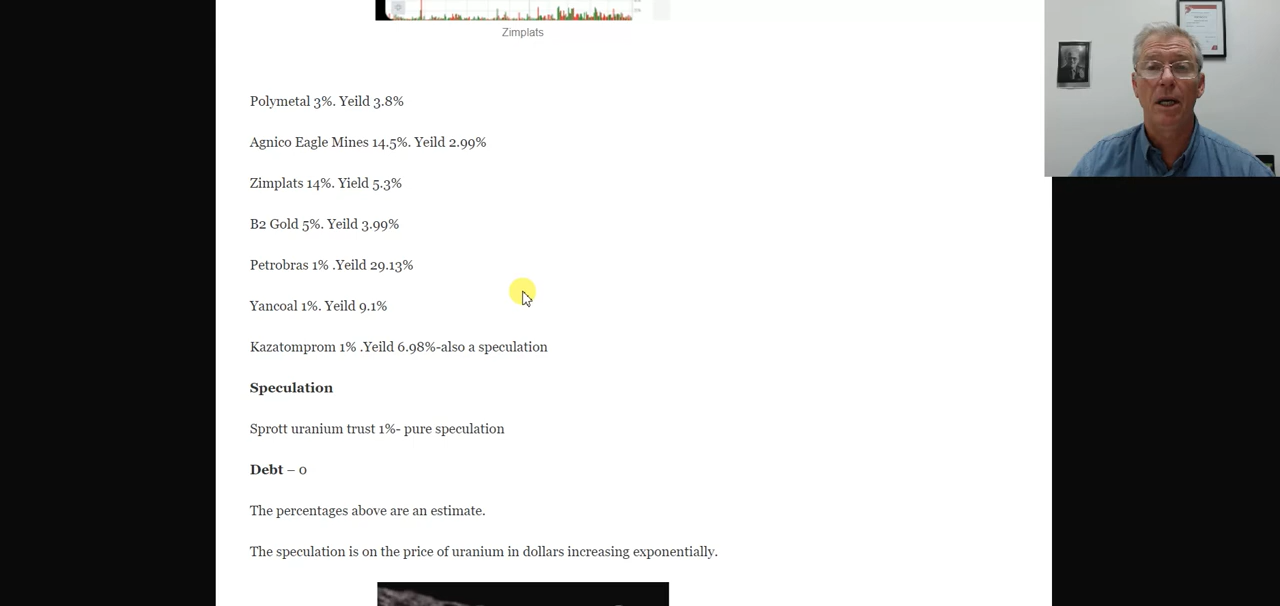 Zimplats
Polymetal 3%. Yeild 3.8%
Agnico Eagle Mines 14.5%. Yeild 2.99%
Zimplats 14%. Yield 5.3%
B2 Gold 5%. Yeild 3.99%
Petrobras 1% .Yeild 29.13%
Yancoal 1%. Yeild 9.1%
Kazatomprom 1% .Yeild 6.98%-also a speculation
Speculation
Sprott uranium trust 1%- pure speculation
Debt – 0
The percentages above are an estimate.
The speculation is on the price of uranium in dollars increasing exponentially.